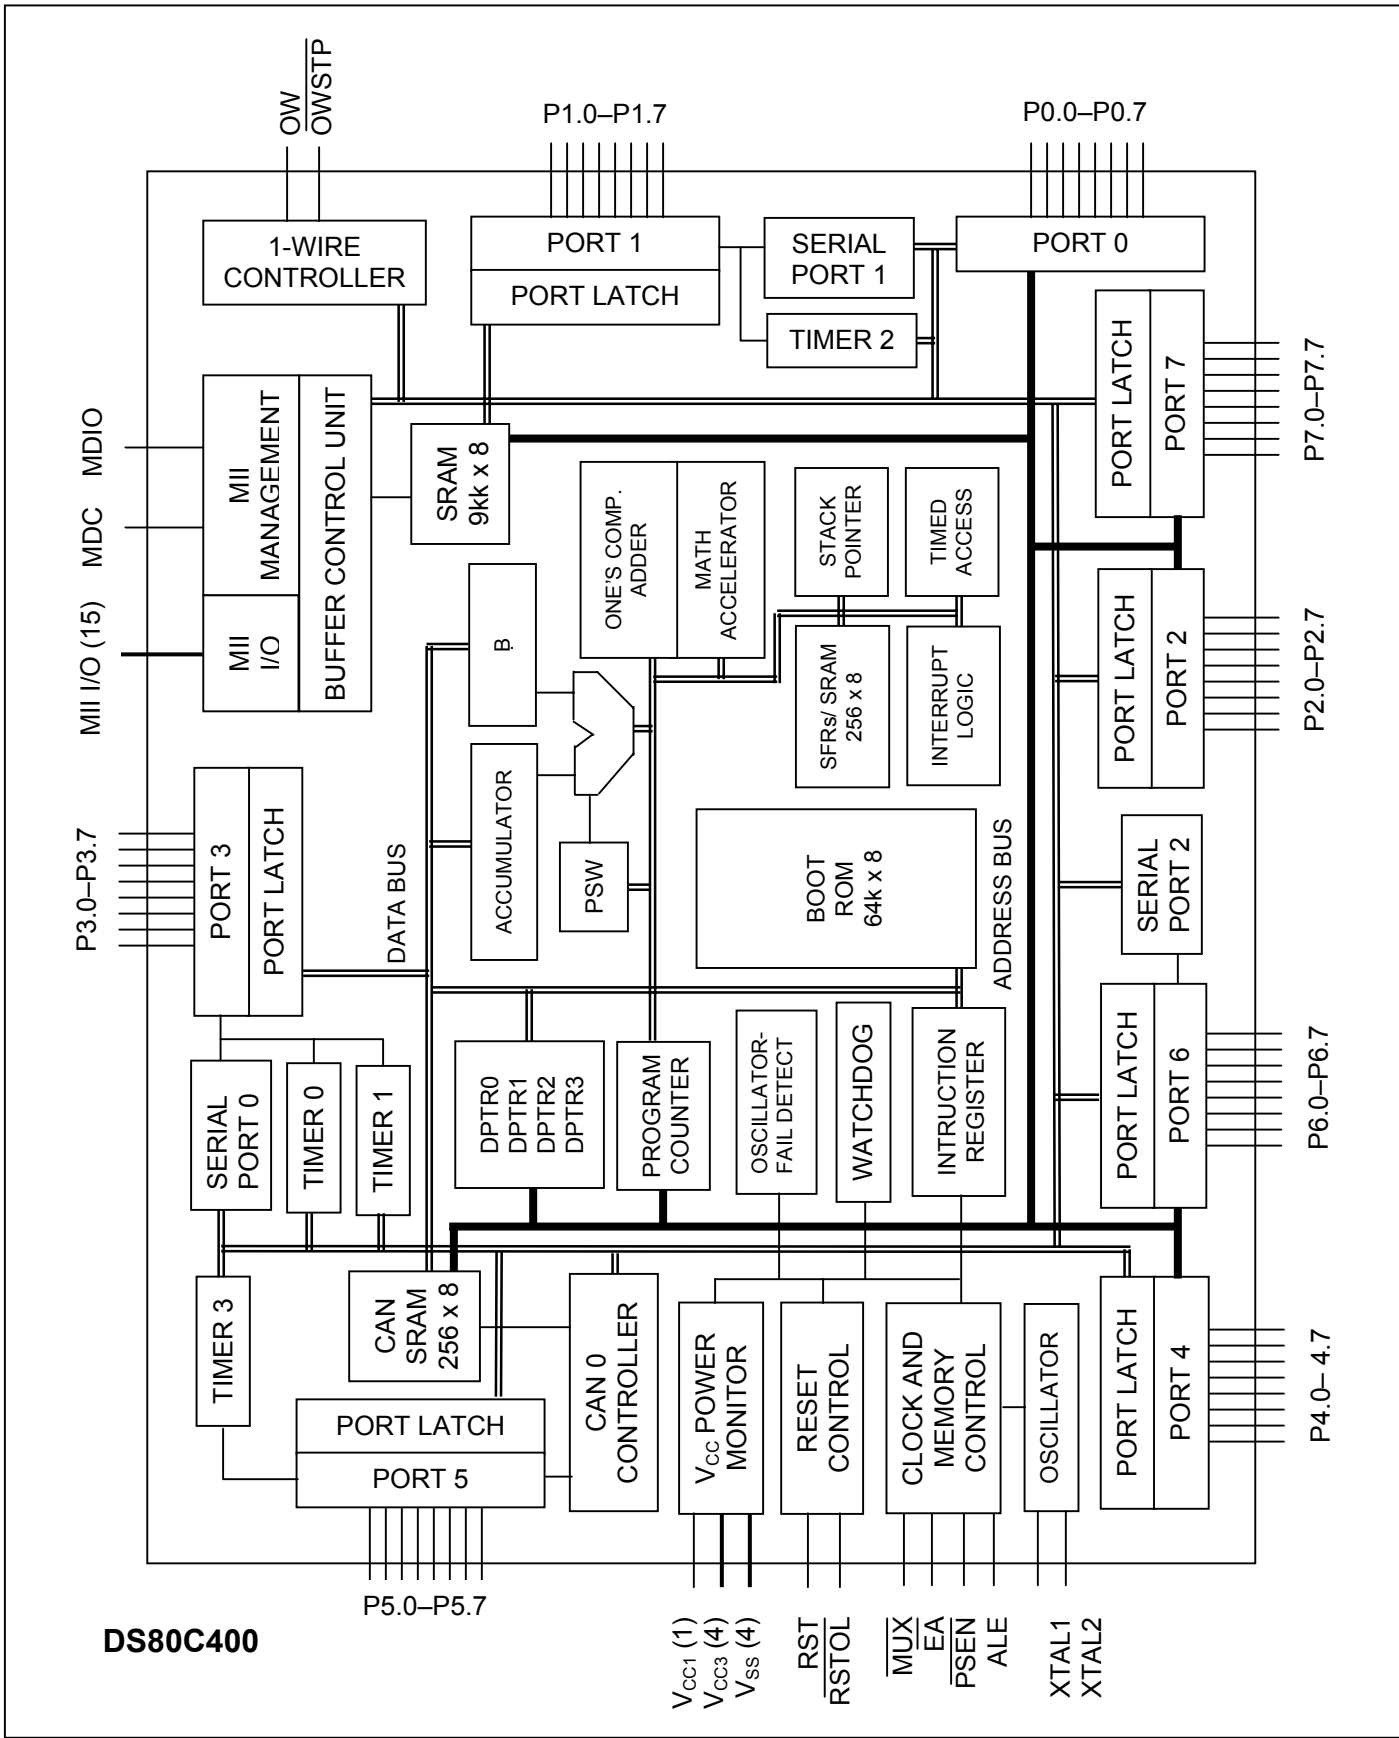 OW
OWSTP
P1.0–P1.7
P0.0–P0.7
1-WIRE
CONTROLLER
PORT 1
PORT LATCH
SERIAL
PORT 1
TIMER 2
PORT 0
PORT LATCH
PORT 7
P7.0–P7.7
MDIO
MDC
MII I/O (15)
MII
MANAGEMENT
MII
I/O
BUFFER CONTROL UNIT
SRAM
9kk x 8
B
ONE'S COMP.
ADDER
MATH
ACCELERATOR
STACK
POINTER
TIMED
ACCESS
SFRs/ SRAM
256 x 8
INTERRUPT
LOGIC
PORT LATCH
PORT 2
P2.0–P2.7
P3.0–P3.7
PORT 3
PORT LATCH
DATA BUS
ACCUMULATOR
PSW
BOOT
ROM
64k x 8
ADDRESS BUS
SERIAL
PORT 2
SERIAL
PORT 0
TIMER 0
TIMER 1
DPTR0
DPTR1
DPTR2
DPTR3
PROGRAM
COUNTER
OSCILLATOR-
FAIL DETECT
WATCHDOG
INTRUCTION
REGISTER
PORT LATCH
PORT 6
P6.0–P6.7
TIMER 3
CAN
SRAM
256 x 8
CAN 0
CONTROLLER
PORT LATCH
PORT 5
VCC POWER
MONITOR
RESET
CONTROL
CLOCK AND
MEMORY
CONTROL
OSCILLATOR
PORT LATCH
PORT 4
P4.0– 4.7
P5.0–P5.7
VCC1 (1)
VCC3 (4)
VSS (4)
RST
RSTOL
MUX
EA
PSEN
ALE
XTAL1
XTAL2
DS80C400